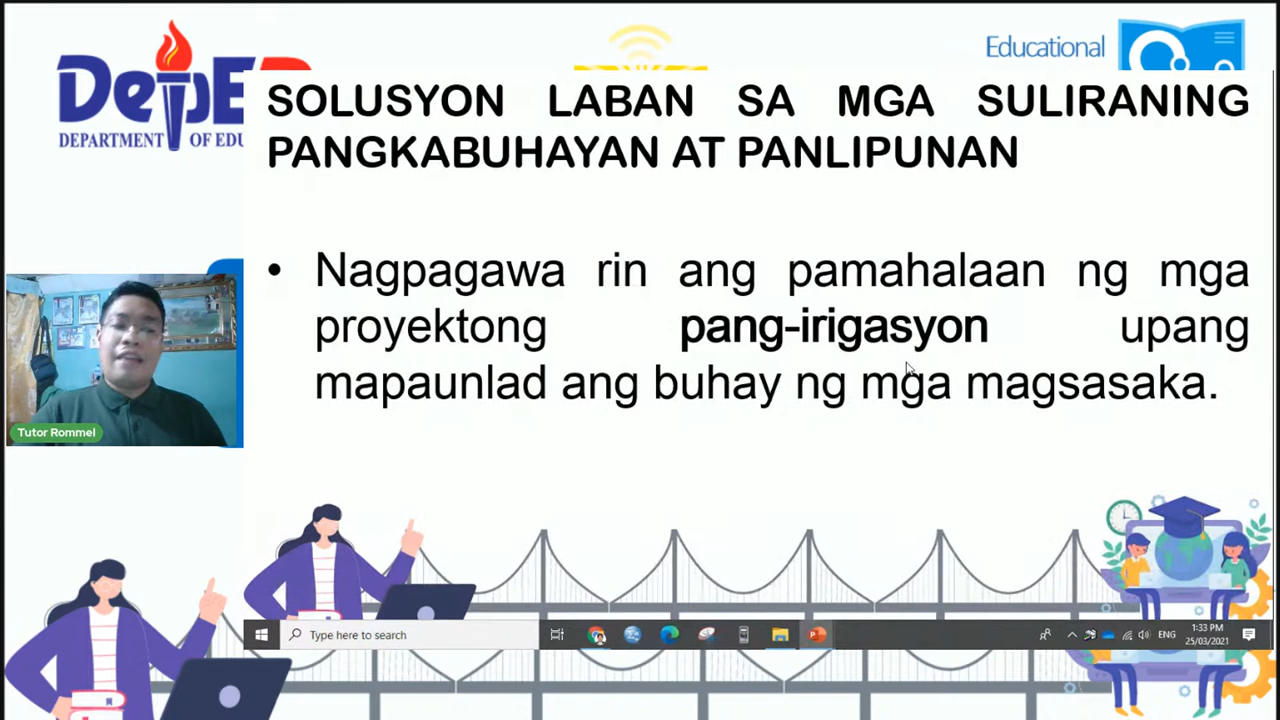 DepE
DEPARTMENT OF EDU
Educational
SOLUSYON LABAN SA MGA SULIRANING
PANGKABUHAYAN AT PANLIPUNAN
• Nagpagawa rin ang pamahalaan ng mga
proyektong pang-irigasyon upang
mapaunlad ang buhay ng mga magsasaka.
Tutor Rommel
Type here to search
ENG
1:33 PM
25/03/2021